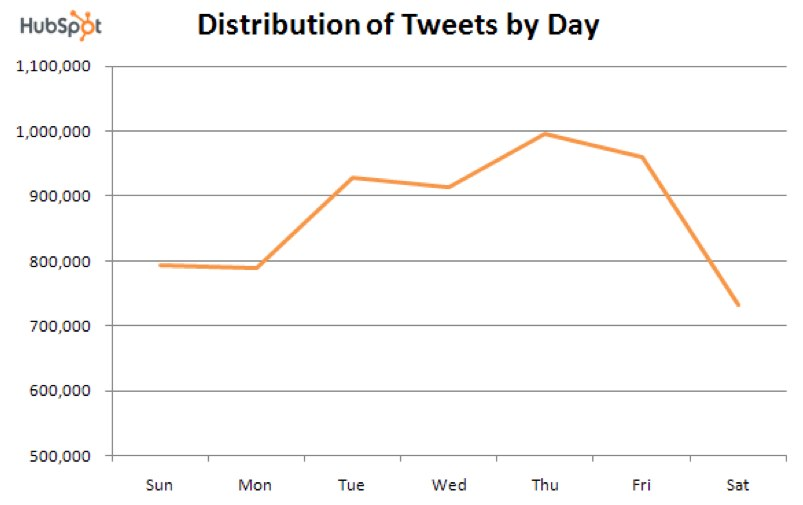 HubSpot
Distribution of Tweets by Day
1,100,000
1,000,000
900,000
800,000
700,000
600,000
500,000
Sun Mon Tue Wed Thu Fri Sat